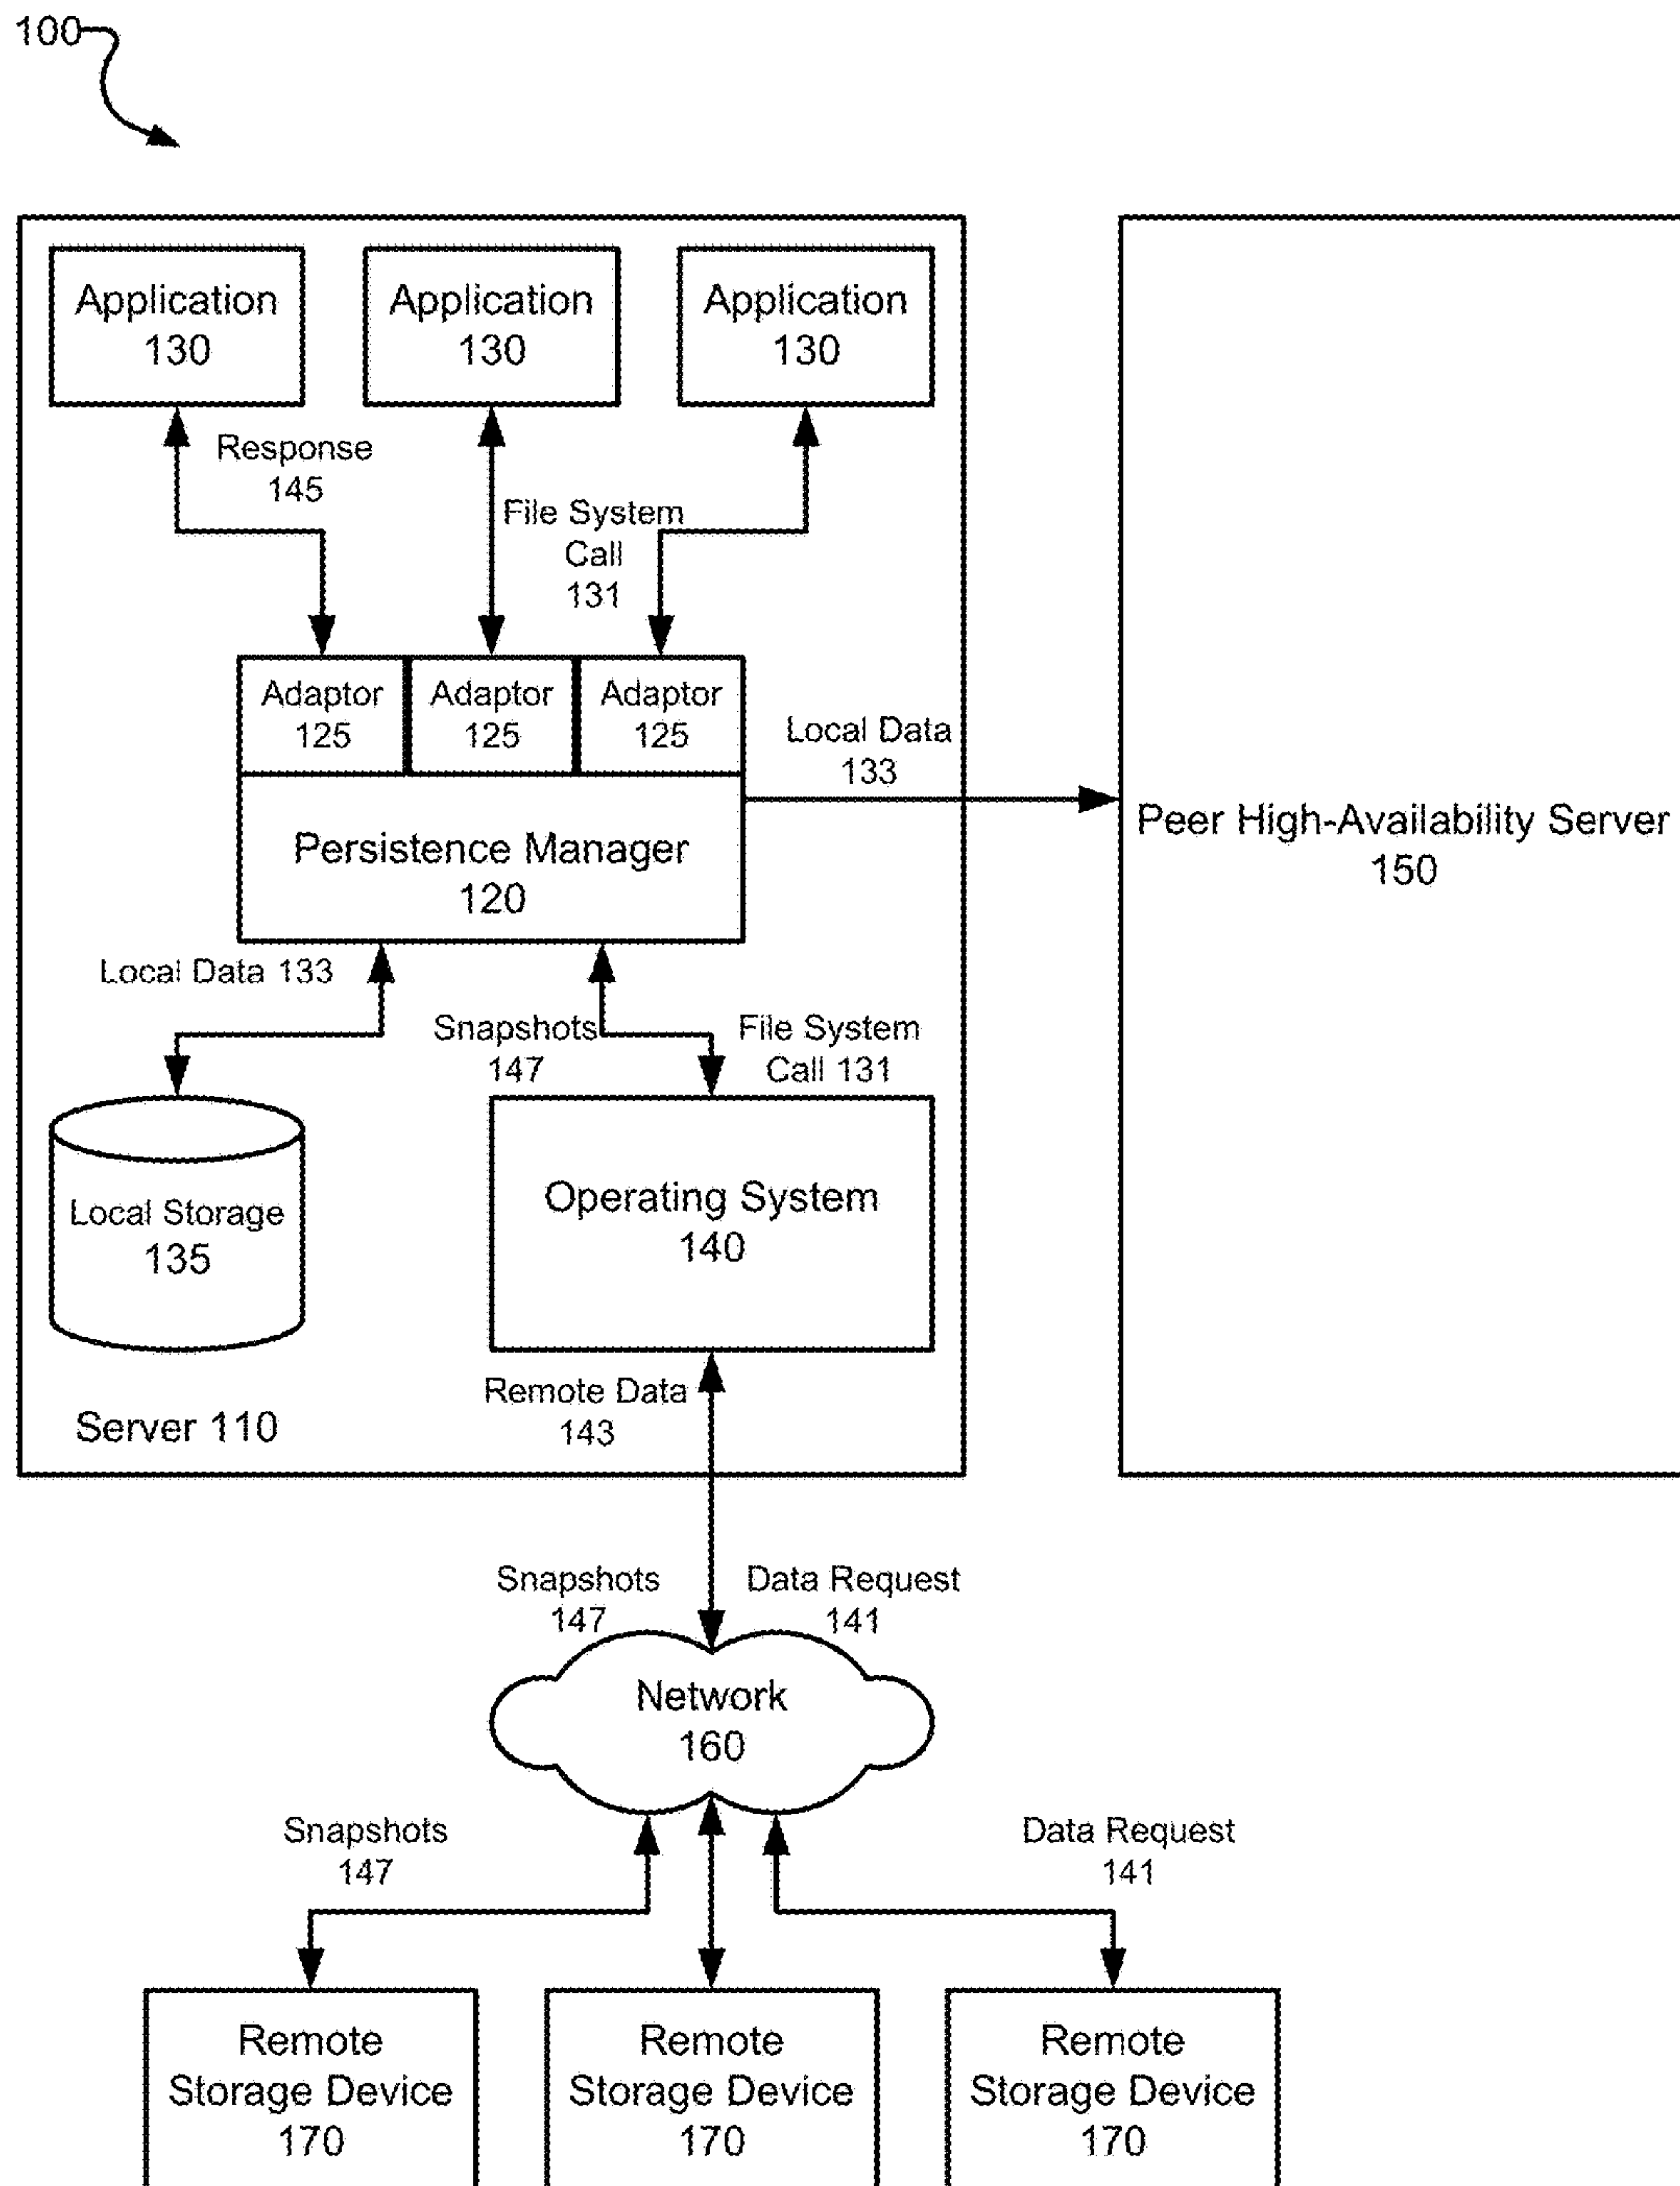 100
Application
130
Application
130
Application
130
Response
145
File System
Call
131
Adaptor
125
Adaptor
125
Adaptor
125
Local Data
133
Persistence Manager
120
Peer High-Availability Server
150
Local Data 133
Snapshots
147
File System
Call 131
Local Storage
135
Operating System
140
Server 110
Remote Data
143
Snapshots
147
Data Request
141
Network
160
Snapshots
147
Data Request
141
Remote
Storage Device
170
Remote
Storage Device
170
Remote
Storage Device
170